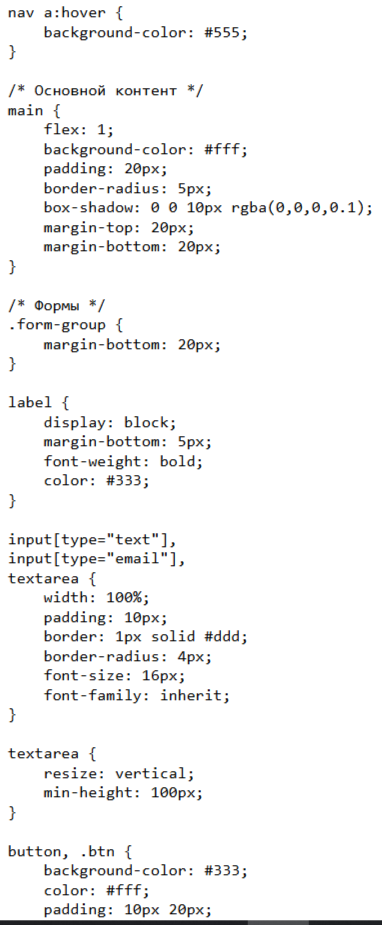 nav a:hover {
    background-color: #555;
}

/* Основной контент */
main {
    flex: 1;
    background-color: #fff;
    padding: 20px;
    border-radius: 5px;
    box-shadow: 0 0 10px rgba(0,0,0,0.1);
    margin-top: 20px;
    margin-bottom: 20px;
}

/* Формы */
.form-group {
    margin-bottom: 20px;
}

label {
    display: block;
    margin-bottom: 5px;
    font-weight: bold;
    color: #333;
}

input[type="text"],
input[type="email"],
textarea {
    width: 100%;
    padding: 10px;
    border: 1px solid #ddd;
    border-radius: 4px;
    font-size: 16px;
    font-family: inherit;
}

textarea {
    resize: vertical;
    min-height: 100px;
}

button, .btn {
    background-color: #333;
    color: #fff;
    padding: 10px 20px;